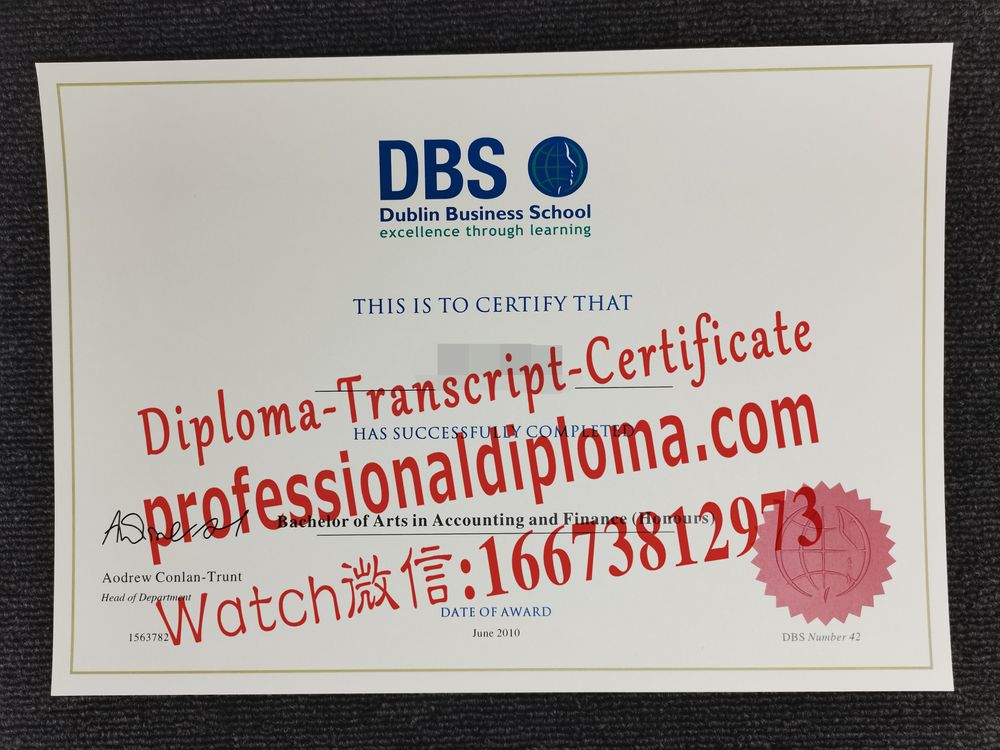 DBS
Dublin Business School
excellence through learning
THIS IS TO CERTIFY THAT
Diploma-Transcript-Certificate
HAS SUCCESSFULLY COMPLETED
professionaldiploma.com
Bachelor of Arts in Accounting and Finance (Honours)
Watch微信:16673812973
Aodrew Conlan-Trunt
Head of Department
DATE OF AWARD
1563782
June 2010
DBS Number 42